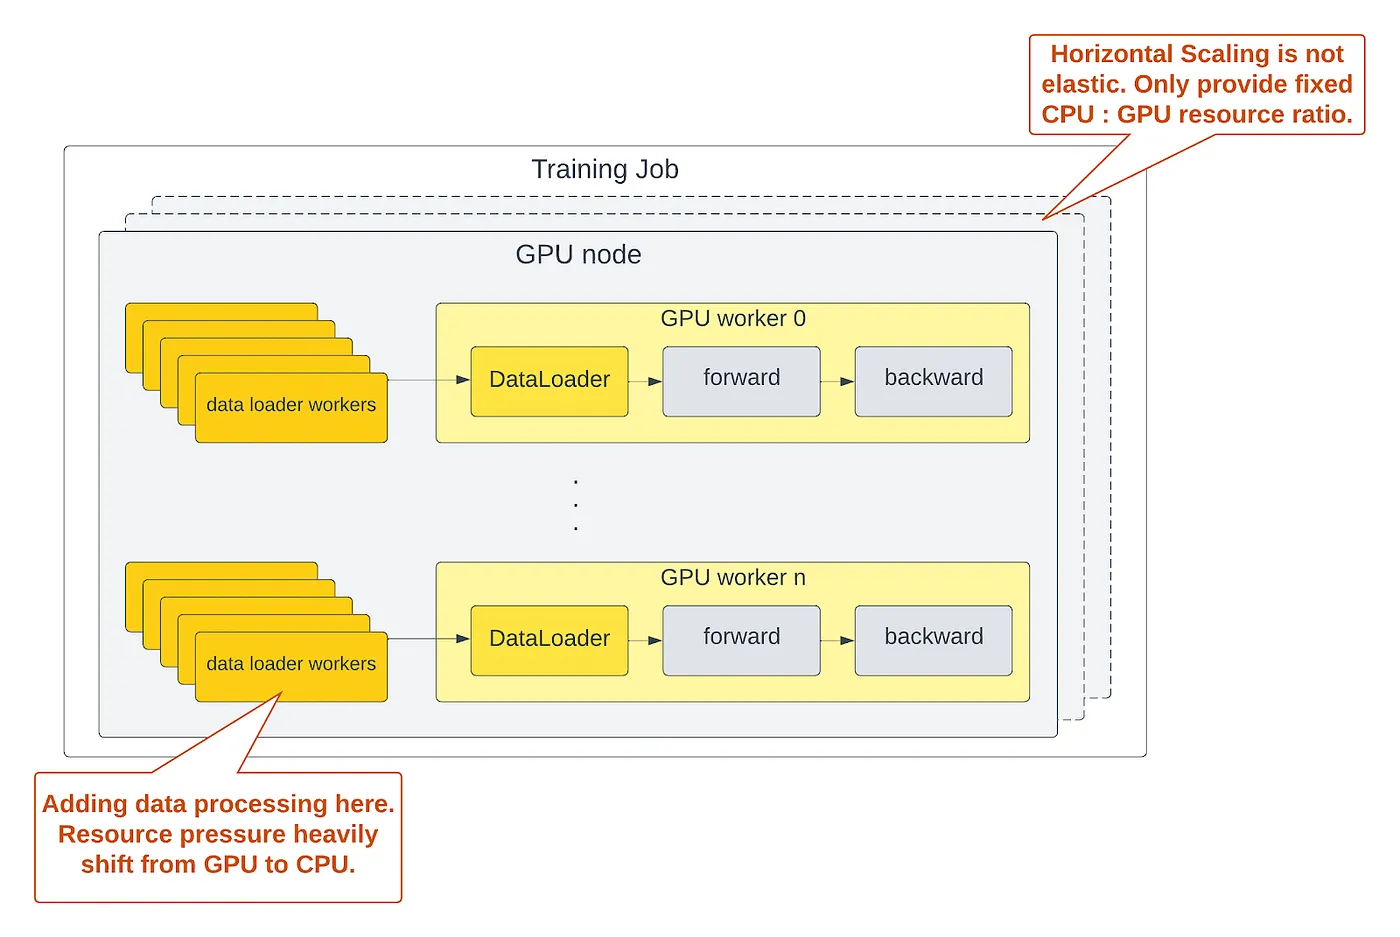 Horizontal Scaling is not
elastic. Only provide fixed
CPU : GPU resource ratio.
Training Job
GPU node
GPU worker 0
data loader workers
DataLoader
forward
backward
.
.
.
GPU worker n
data loader workers
DataLoader
forward
backward
Adding data processing here.
Resource pressure heavily
shift from GPU to CPU.